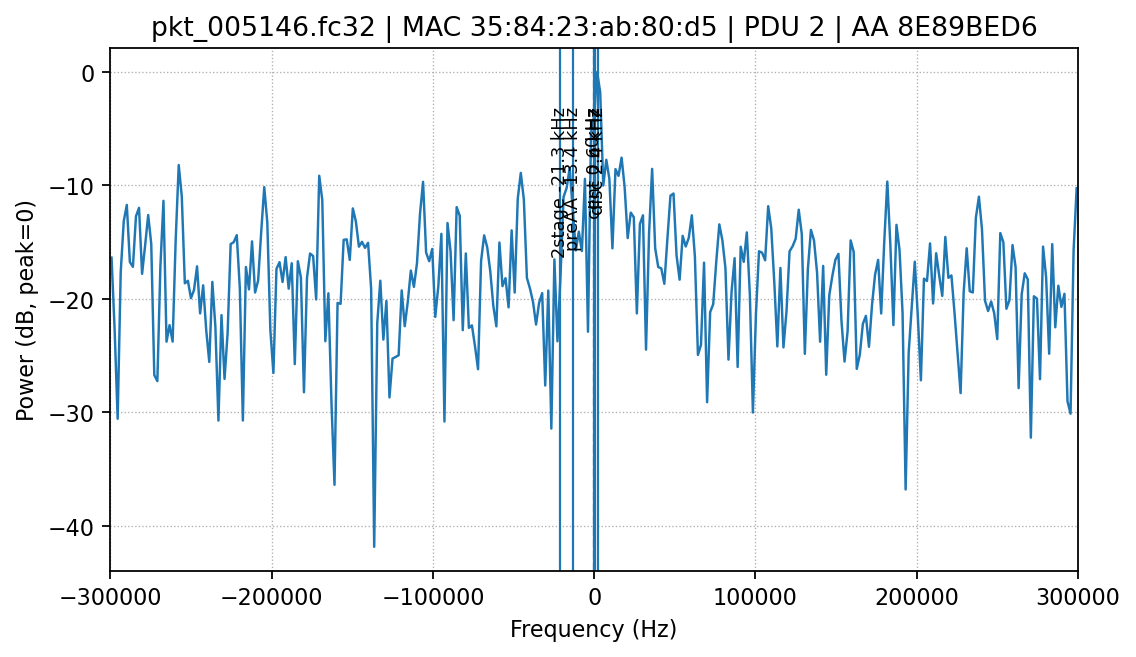 pkt_005146.fc32 | MAC 35:84:23:ab:80:d5 | PDU 2 | AA 8E89BED6
Power (dB, peak=0)
0
−10
−20
−30
−40
2stage -21.3 kHz
preAA -13.4 kHz
−300000
−200000
−100000
0
100000
200000
300000
Frequency (Hz)